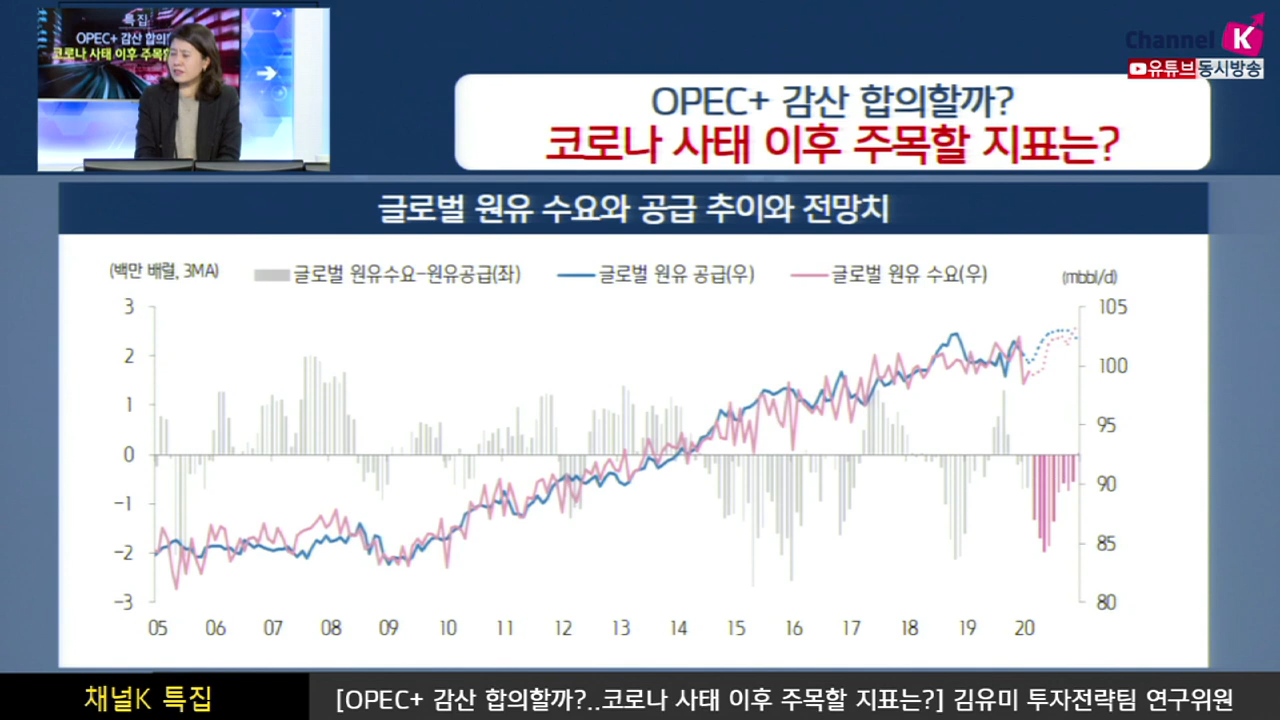 특집
OPEC+ 감산 합의
코로나 사태 이후 주목할
Channel K
유튜브 동시방송
OPEC+ 감산 합의할까?
코로나 사태 이후 주목할 지표는?
글로벌 원유 수요와 공급 추이와 전망치
(백만 배럴, 3MA) 글로벌 원유수요-원유공급(좌) 글로벌 원유 공급(우) 글로벌 원유 수요(우) (mbbl/d)
3 105
2 100
1 95
0
-1 90
-2 85
-3 80
05 06 07 08 09 10 11 12 13 14 15 16 17 18 19 20
채널K 특집
[OPEC+ 감산 합의할까?..코로나 사태 이후 주목할 지표는?] 김유미 투자전략팀 연구위원